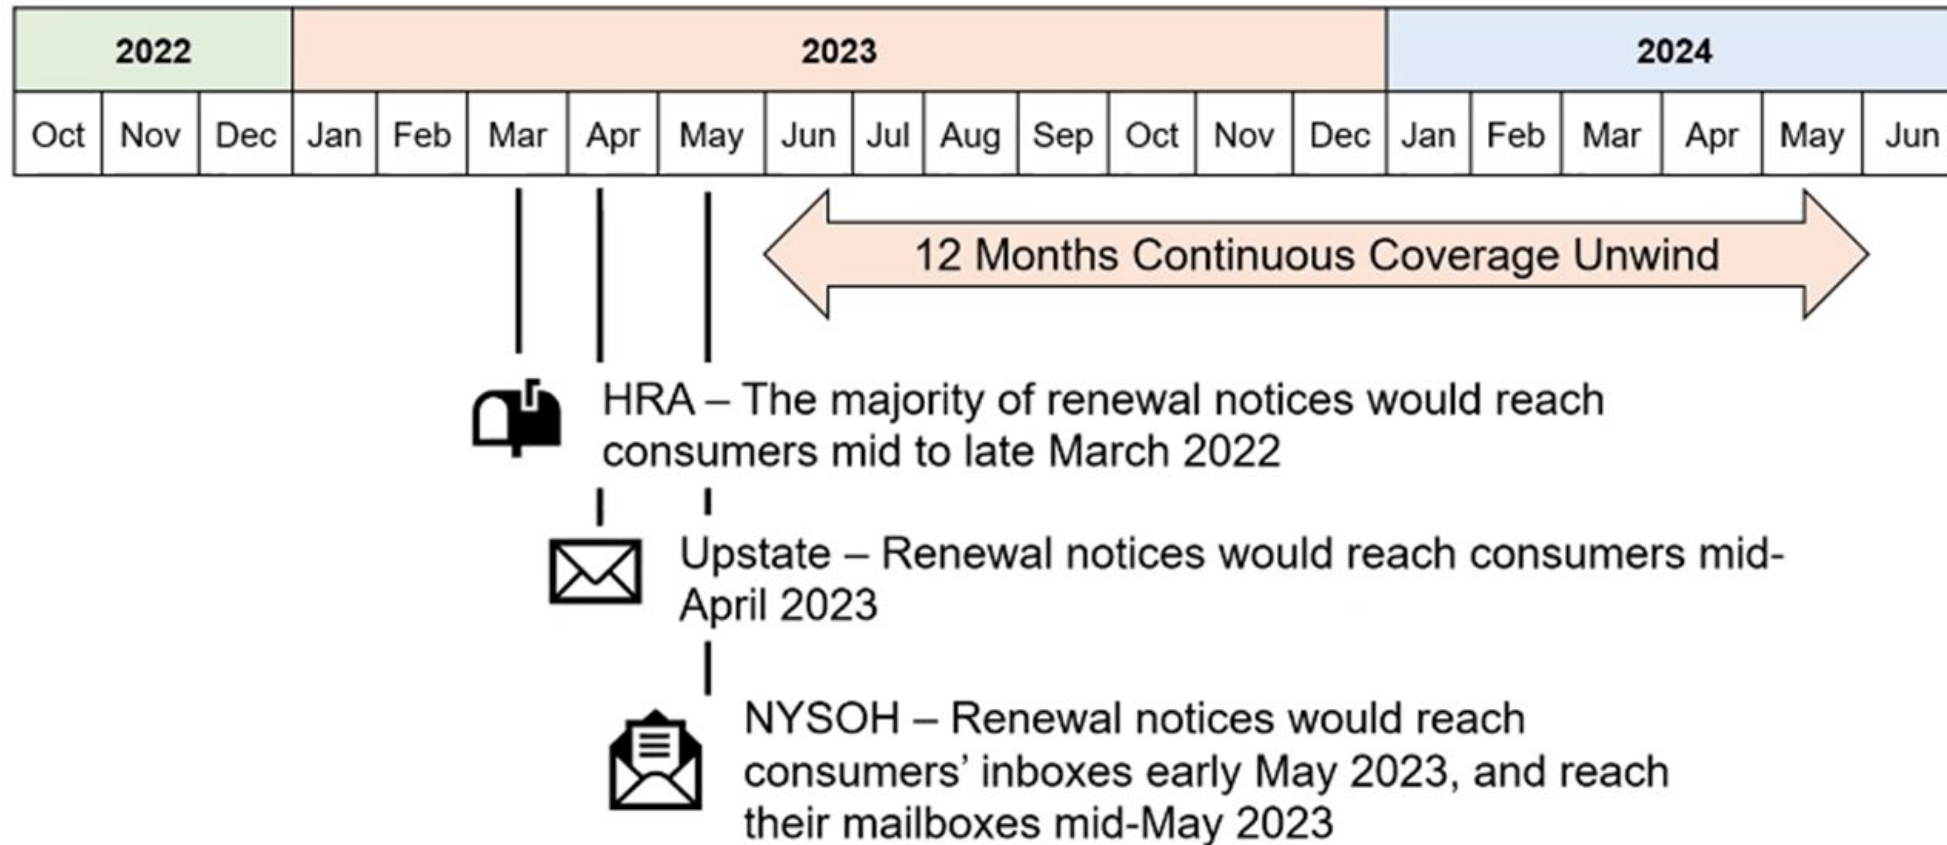 2022 2023 2024
Oct Nov Dec Jan Feb Mar Apr May Jun Jul Aug Sep Oct Nov Dec Jan Feb Mar Apr May Jun
12 Months Continuous Coverage Unwind
HRA – The majority of renewal notices would reach
consumers mid to late March 2022
Upstate – Renewal notices would reach consumers mid-
April 2023
NYSOH – Renewal notices would reach
consumers’ inboxes early May 2023, and reach
their mailboxes mid-May 2023